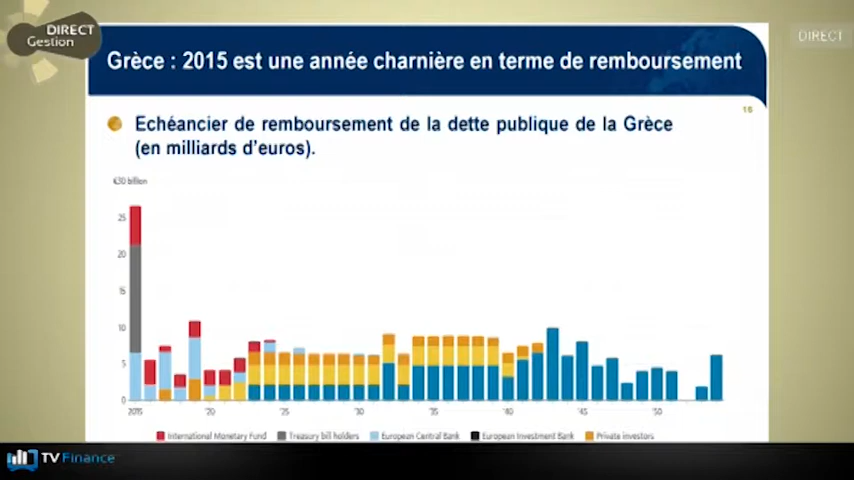 DIRECT
Gestion
DIRECT
Grèce : 2015 est une année charnière en terme de remboursement
16
Echéancier de remboursement de la dette publique de la Grèce
(en milliards d'euros).
€30 billion
25
20
15
10
5
0
2015 '20 '25 '30 '35 '40 '45 '50
International Monetary Fund Treasury bill holders European Central Bank European Investment Bank Private investors
TV Finance